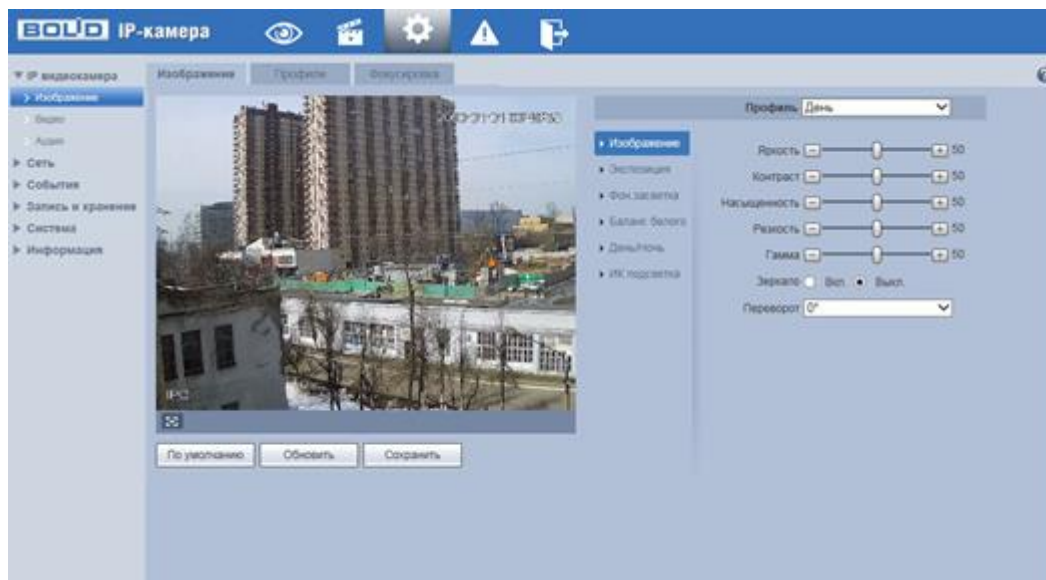 BOLID IP-камера
IP видеокамера
Изображение
Видео
Аудио
Сеть
События
Запись и хранение
Система
Информация
Изображение
Профили
Фокусировка
IPC
По умолчанию
Обновить
Сохранить
Изображение
Экспозиция
Фон.засветка
Баланс белого
День/Ночь
ИК подсветка
Профиль День
Яркость 50
Контраст 50
Насыщенность 50
Резкость 50
Гамма 50
Зеркало Вкл. Выкл.
Переворот 0°